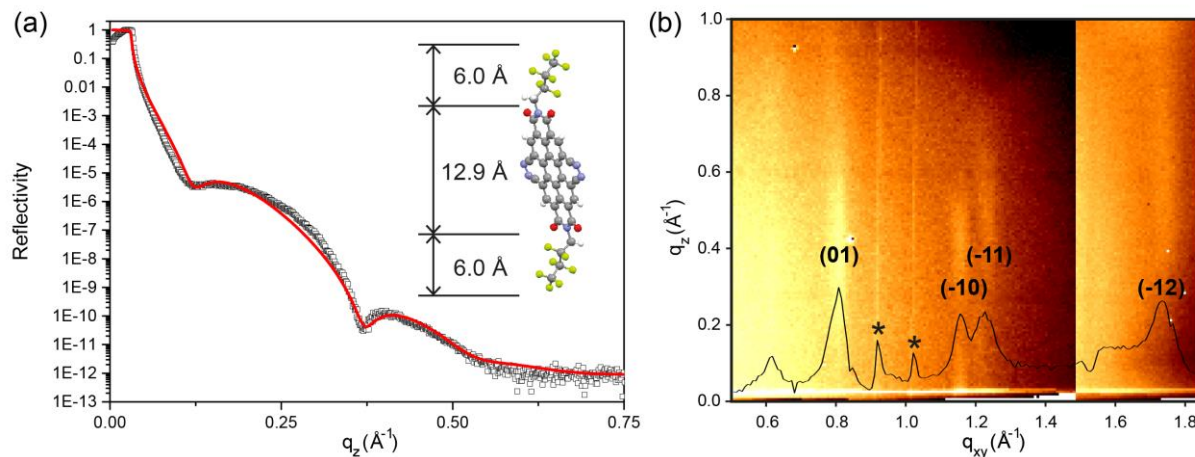 (a)
Reflectivity
1
0.1
0.01
1E-3
1E-4
1E-5
1E-6
1E-7
1E-8
1E-9
1E-10
1E-11
1E-12
1E-13
0.00
0.25
0.50
0.75
q_z (Å⁻¹)
6.0 Å
12.9 Å
6.0 Å
(b)
q_z (Å⁻¹)
1.0
0.8
0.6
0.4
0.2
0.0
(01)
(-11)
(-10)
(-12)
*
*
0.6
0.8
1.0
1.2
1.4
1.6
1.8
q_xy (Å⁻¹)